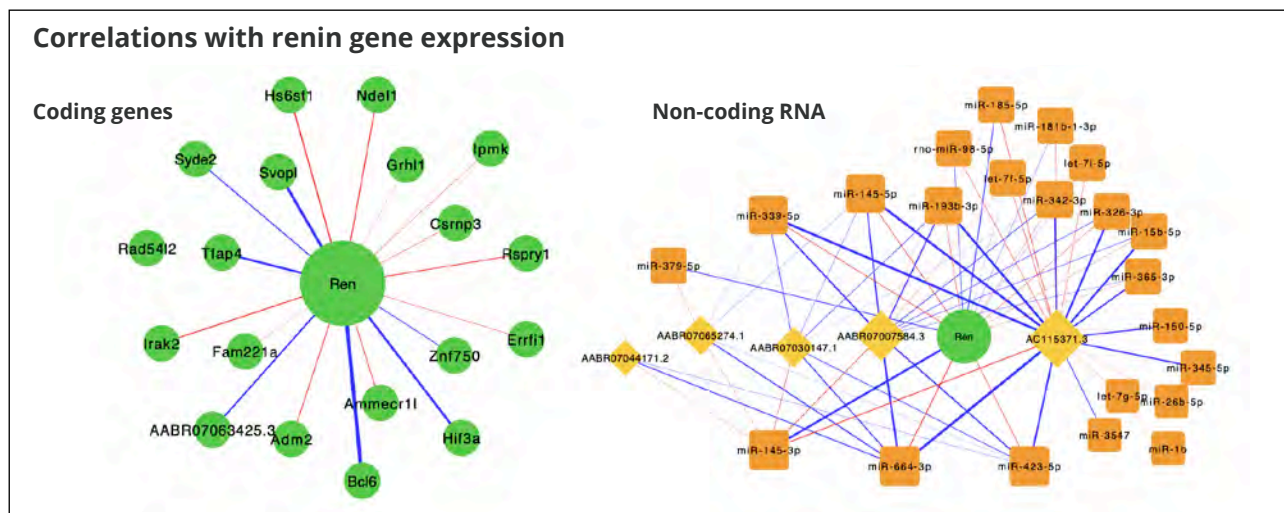 Correlations with renin gene expression
Coding genes
Hs6st1
Ndel1
Syde2
Svopl
Grhl1
Ipmk
Csrnp3
Rad54l2
Tfap4
Rspry1
Ren
Irak2
Fam221a
Znf750
Errfi1
AABR07063425.3
Adm2
Ammecr1l
Hif3a
Bcl6
Non-coding RNA
miR-185-5p
miR-181b-1-3p
rno-miR-98-5p
let-7i-5p
let-7f-5p
miR-145-5p
miR-193b-3p
miR-342-3p
miR-339-5p
miR-326-3p
miR-15b-5p
miR-379-5p
miR-365-3p
AABR07065274.1
AABR07030147.1
AABR07007584.3
Ren
AC115371.3
miR-150-5p
AABR07044171.2
miR-345-5p
let-7g-5p
miR-26b-5p
miR-3547
miR-1b
miR-145-3p
miR-664-3p
miR-423-5p